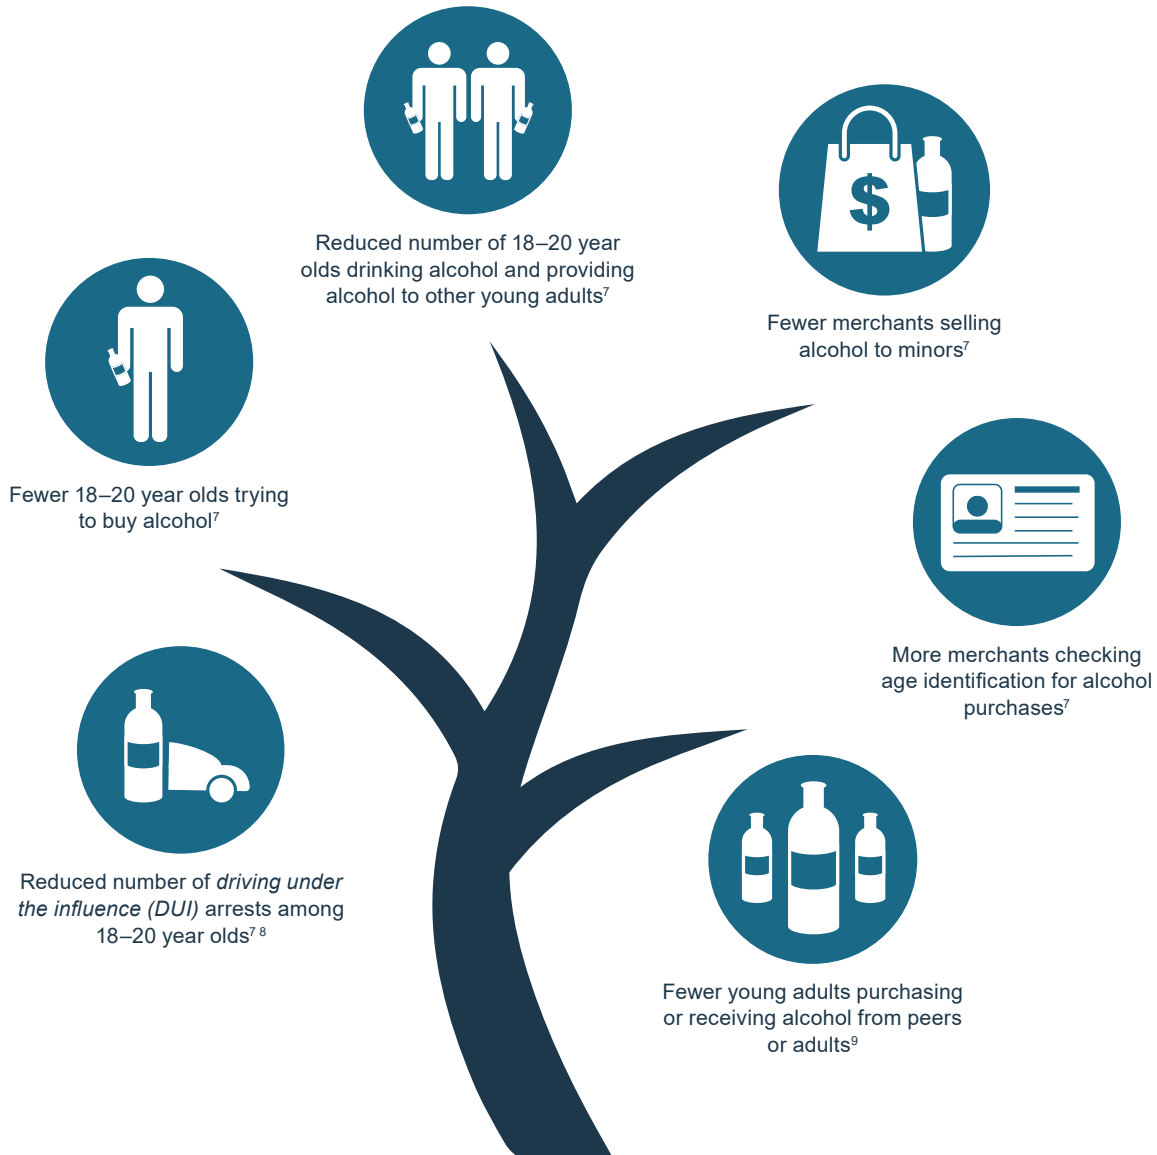 Reduced number of 18–20 year
olds drinking alcohol and providing
alcohol to other young adults7
$
Fewer merchants selling
alcohol to minors7
Fewer 18–20 year olds trying
to buy alcohol7
More merchants checking
age identification for alcohol
purchases7
Reduced number of driving under
the influence (DUI) arrests among
18–20 year olds7 8
Fewer young adults purchasing
or receiving alcohol from peers
or adults9